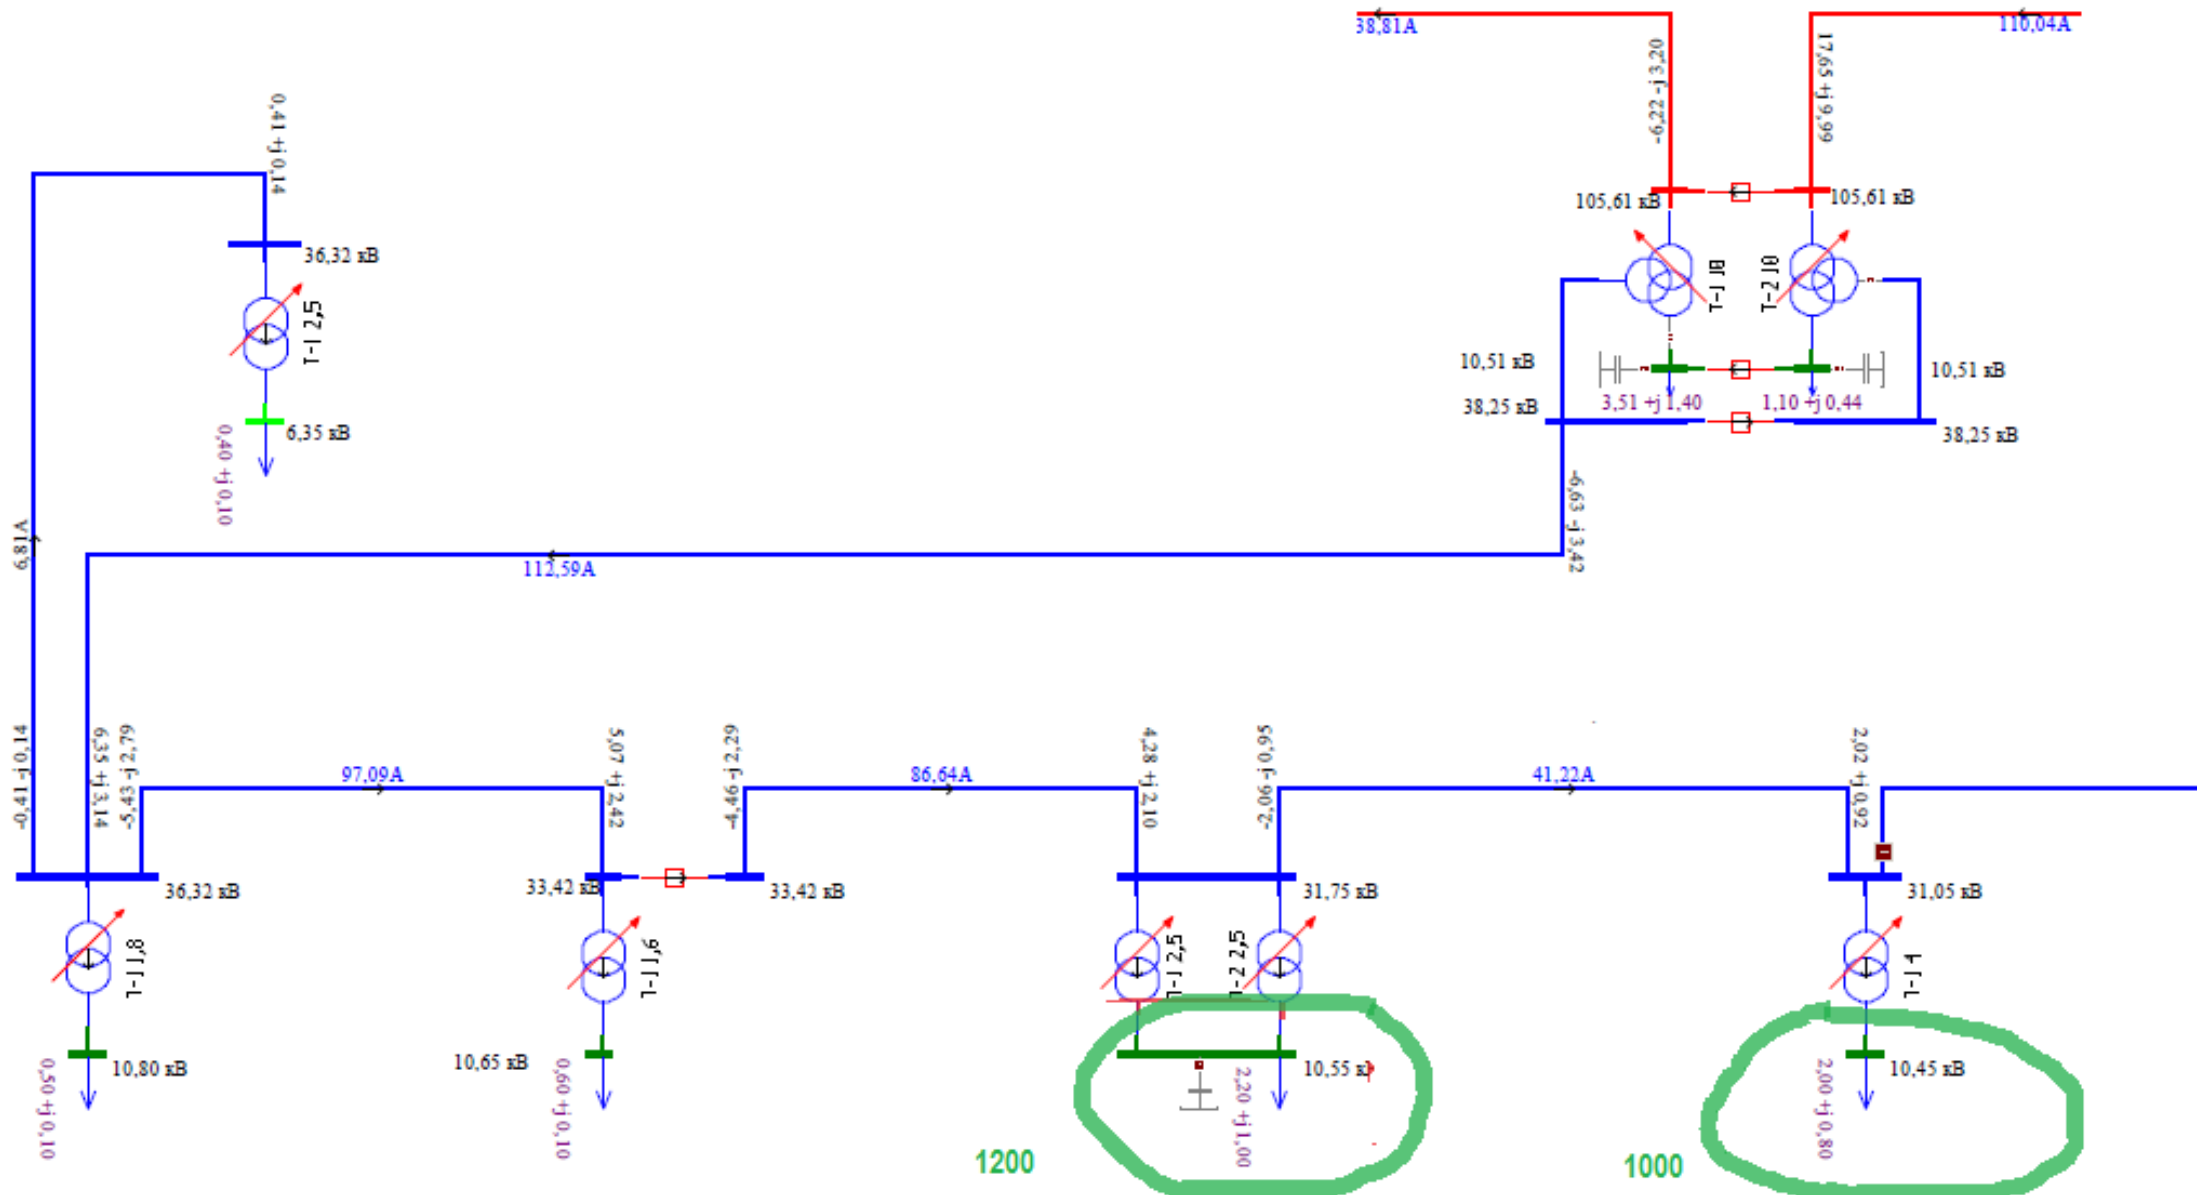 38,81A
110,04A
-6,22 -j 3,20
17,65 +j 9,99
0,41 +j 0,14
105,61 кВ
105,61 кВ
36,32 кВ
Т-1 10
Т-2 10
Т-1 2,5
10,51 кВ
10,51 кВ
3,51 +j 1,40
1,10 +j 0,44
38,25 кВ
38,25 кВ
6,35 кВ
0,40 +j 0,10
-6,63 -j 3,42
6,81А
112,59A
-0,41 -j 0,14
6,35 +j 3,14
-5,43 -j 2,79
97,09A
5,07 +j 2,42
-4,46 -j 2,29
86,64A
4,28 +j 2,10
-2,06 -j 0,95
41,22A
2,02 +j 0,92
36,32 кВ
33,42 кВ
33,42 кВ
31,75 кВ
31,05 кВ
Т-1 1,8
Т-1 1,6
Т-1 2,5
Т-2 2,5
Т-1 4
10,80 кВ
10,65 кВ
10,55
10,45 кВ
0,50 +j 0,10
0,60 +j 0,10
2,20 +j 1,00
2,00 +j 0,80
1200
1000